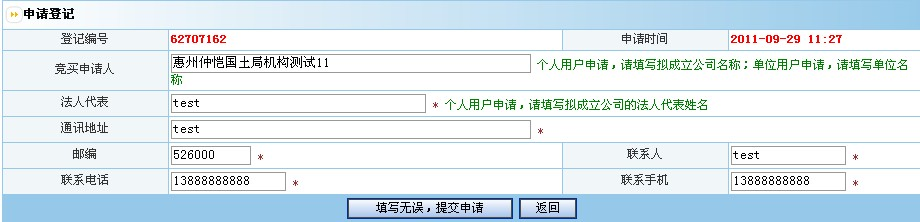 申请登记
登记编号 62707162 申请时间 2011-09-29 11:27
竞买申请人 惠州仲恺国土局机构测试11 个人用户申请，请填写拟成立公司名称；单位用户申请，请填写单位名
称
法人代表 test * 个人用户申请，请填写拟成立公司的法人代表姓名
通讯地址 test *
邮编 526000 * 联系人 test *
联系电话 13888888888 * 联系手机 13888888888 *
填写无误，提交申请 返回